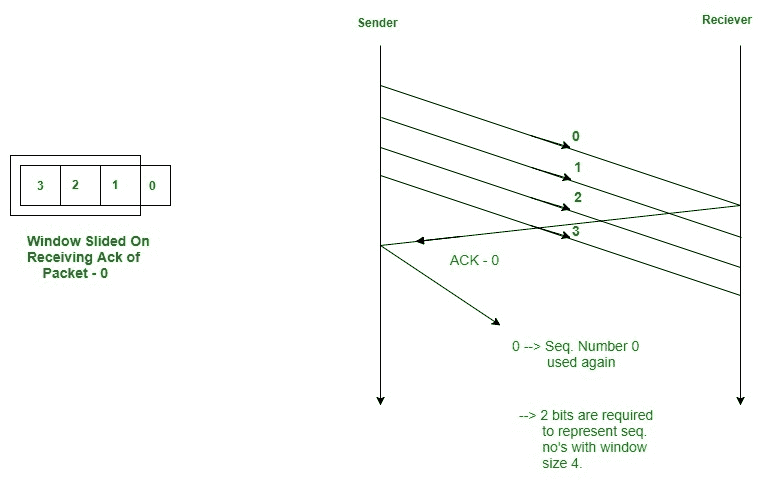 Sender
Reciever
0
1
2
3
3 2 1 0
Window Slided On
Receiving Ack of
Packet - 0
ACK - 0
0 --> Seq. Number 0
used again
--> 2 bits are required
to represent seq.
no's with window
size 4.